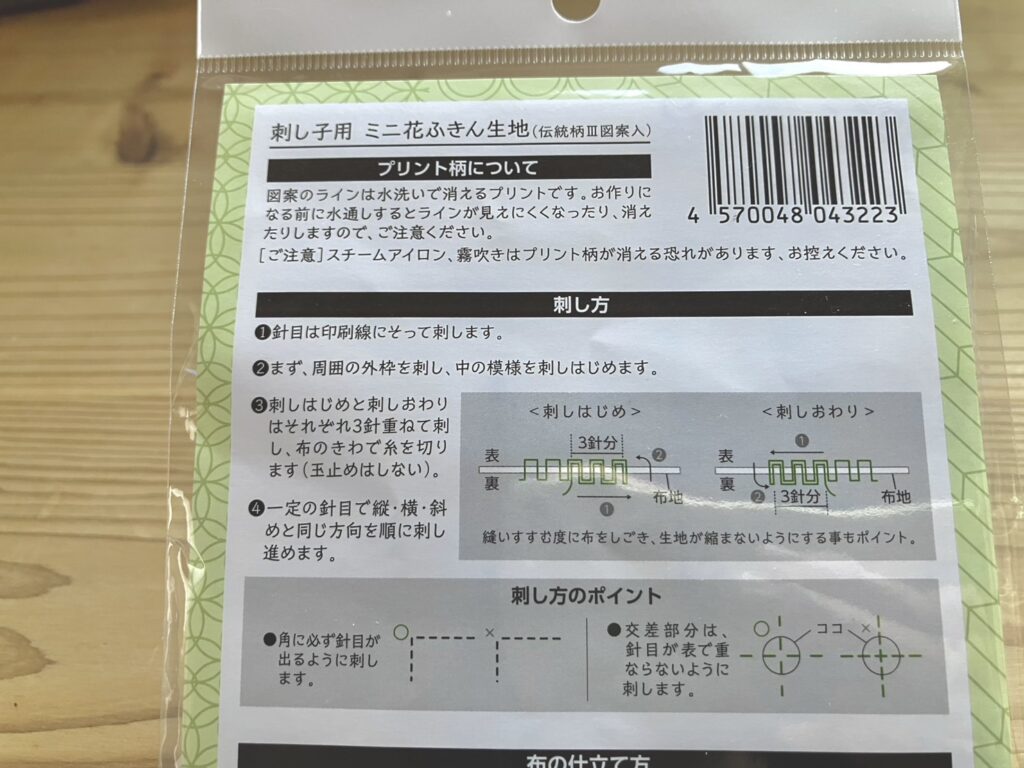 刺し子用 ミニ花ふきん生地(伝統柄Ⅲ図案入)
プリント柄について
図案のラインは水洗いで消えるプリントです。お作りに
なる前に水通しするとラインが見えにくくなったり、消え
たりしますので、ご注意ください。
[ご注意]スチームアイロン、霧吹きはプリント柄が消える恐れがあります、お控えください。
4 570048 043223
刺し方
❶針目は印刷線にそって刺します。
❷まず、周囲の外枠を刺し、中の模様を刺しはじめます。
❸刺しはじめと刺しおわり
はそれぞれ3針重ねて刺
し、布のきわで糸を切り
ます(玉止めはしない)。
❹一定の針目で縦・横・斜
めと同じ方向を順に刺し
進めます。
<刺しはじめ>
3針分
❷
表
裏
布地
❶
<刺しおわり>
❶
表
裏
❷
3針分
布地
縫いすすむ度に布をしごき、生地が縮まないようにする事もポイント。
刺し方のポイント
●角に必ず針目が
出るように刺し
ます。
○
×
●交差部分は、
針目が表で重
ならないように
刺します。
○
ココ
×
布の仕立て方